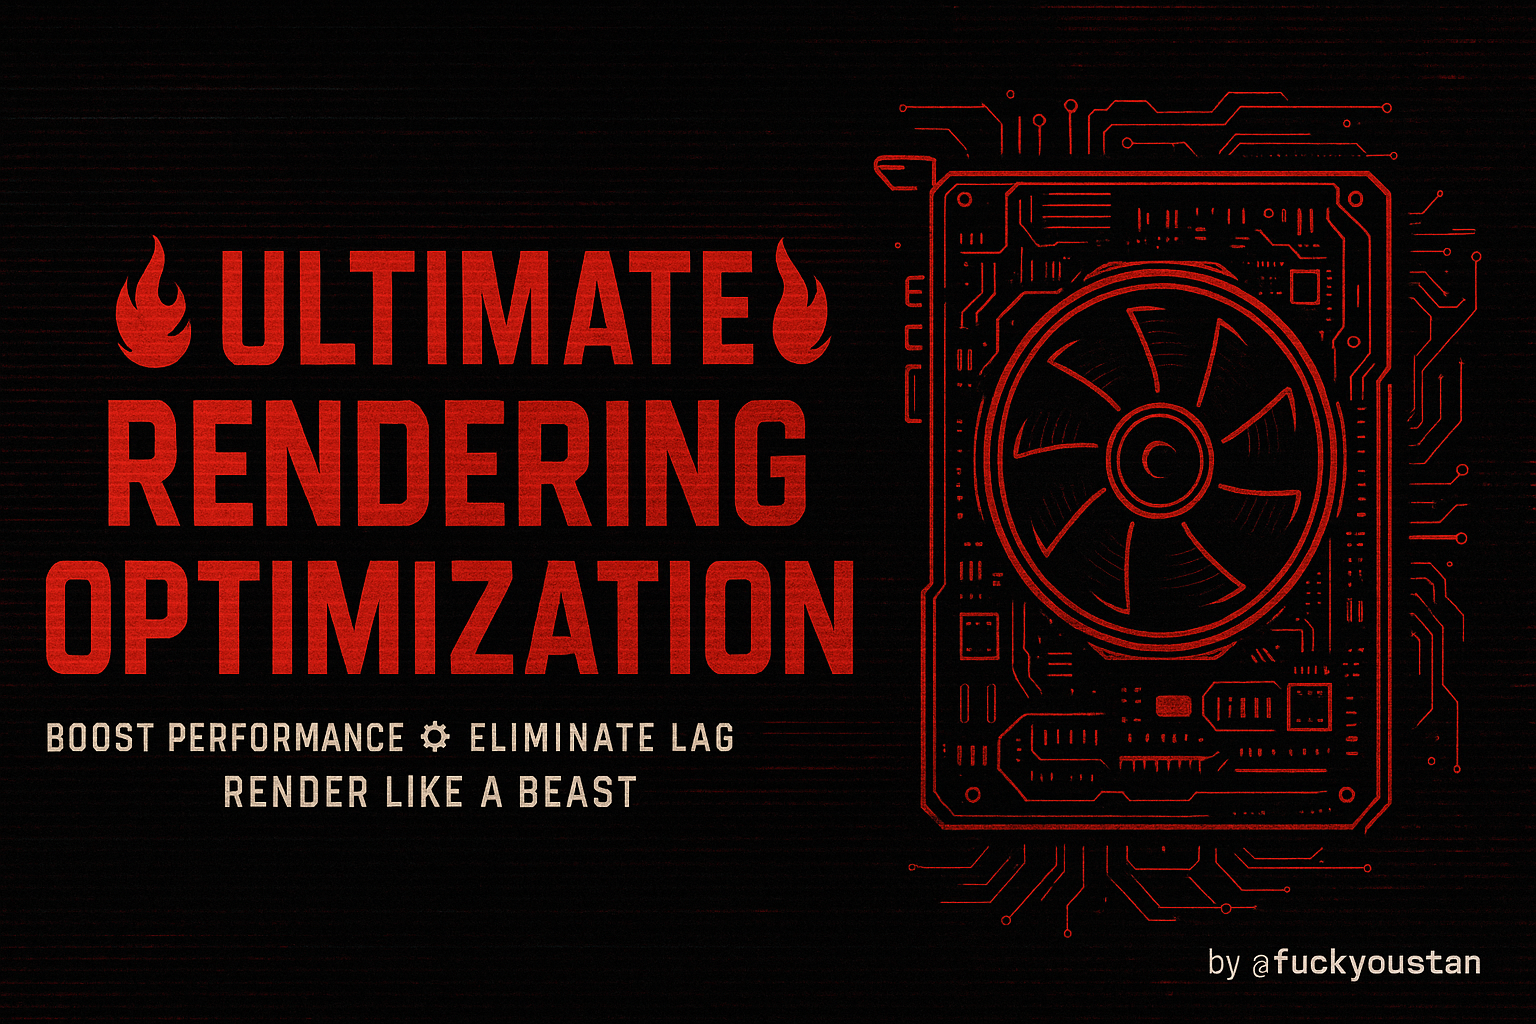 ULTIMATE
RENDERING
OPTIMIZATION
BOOST PERFORMANCE ⚙ ELIMINATE LAG
RENDER LIKE A BEAST
by @fuckyoustan